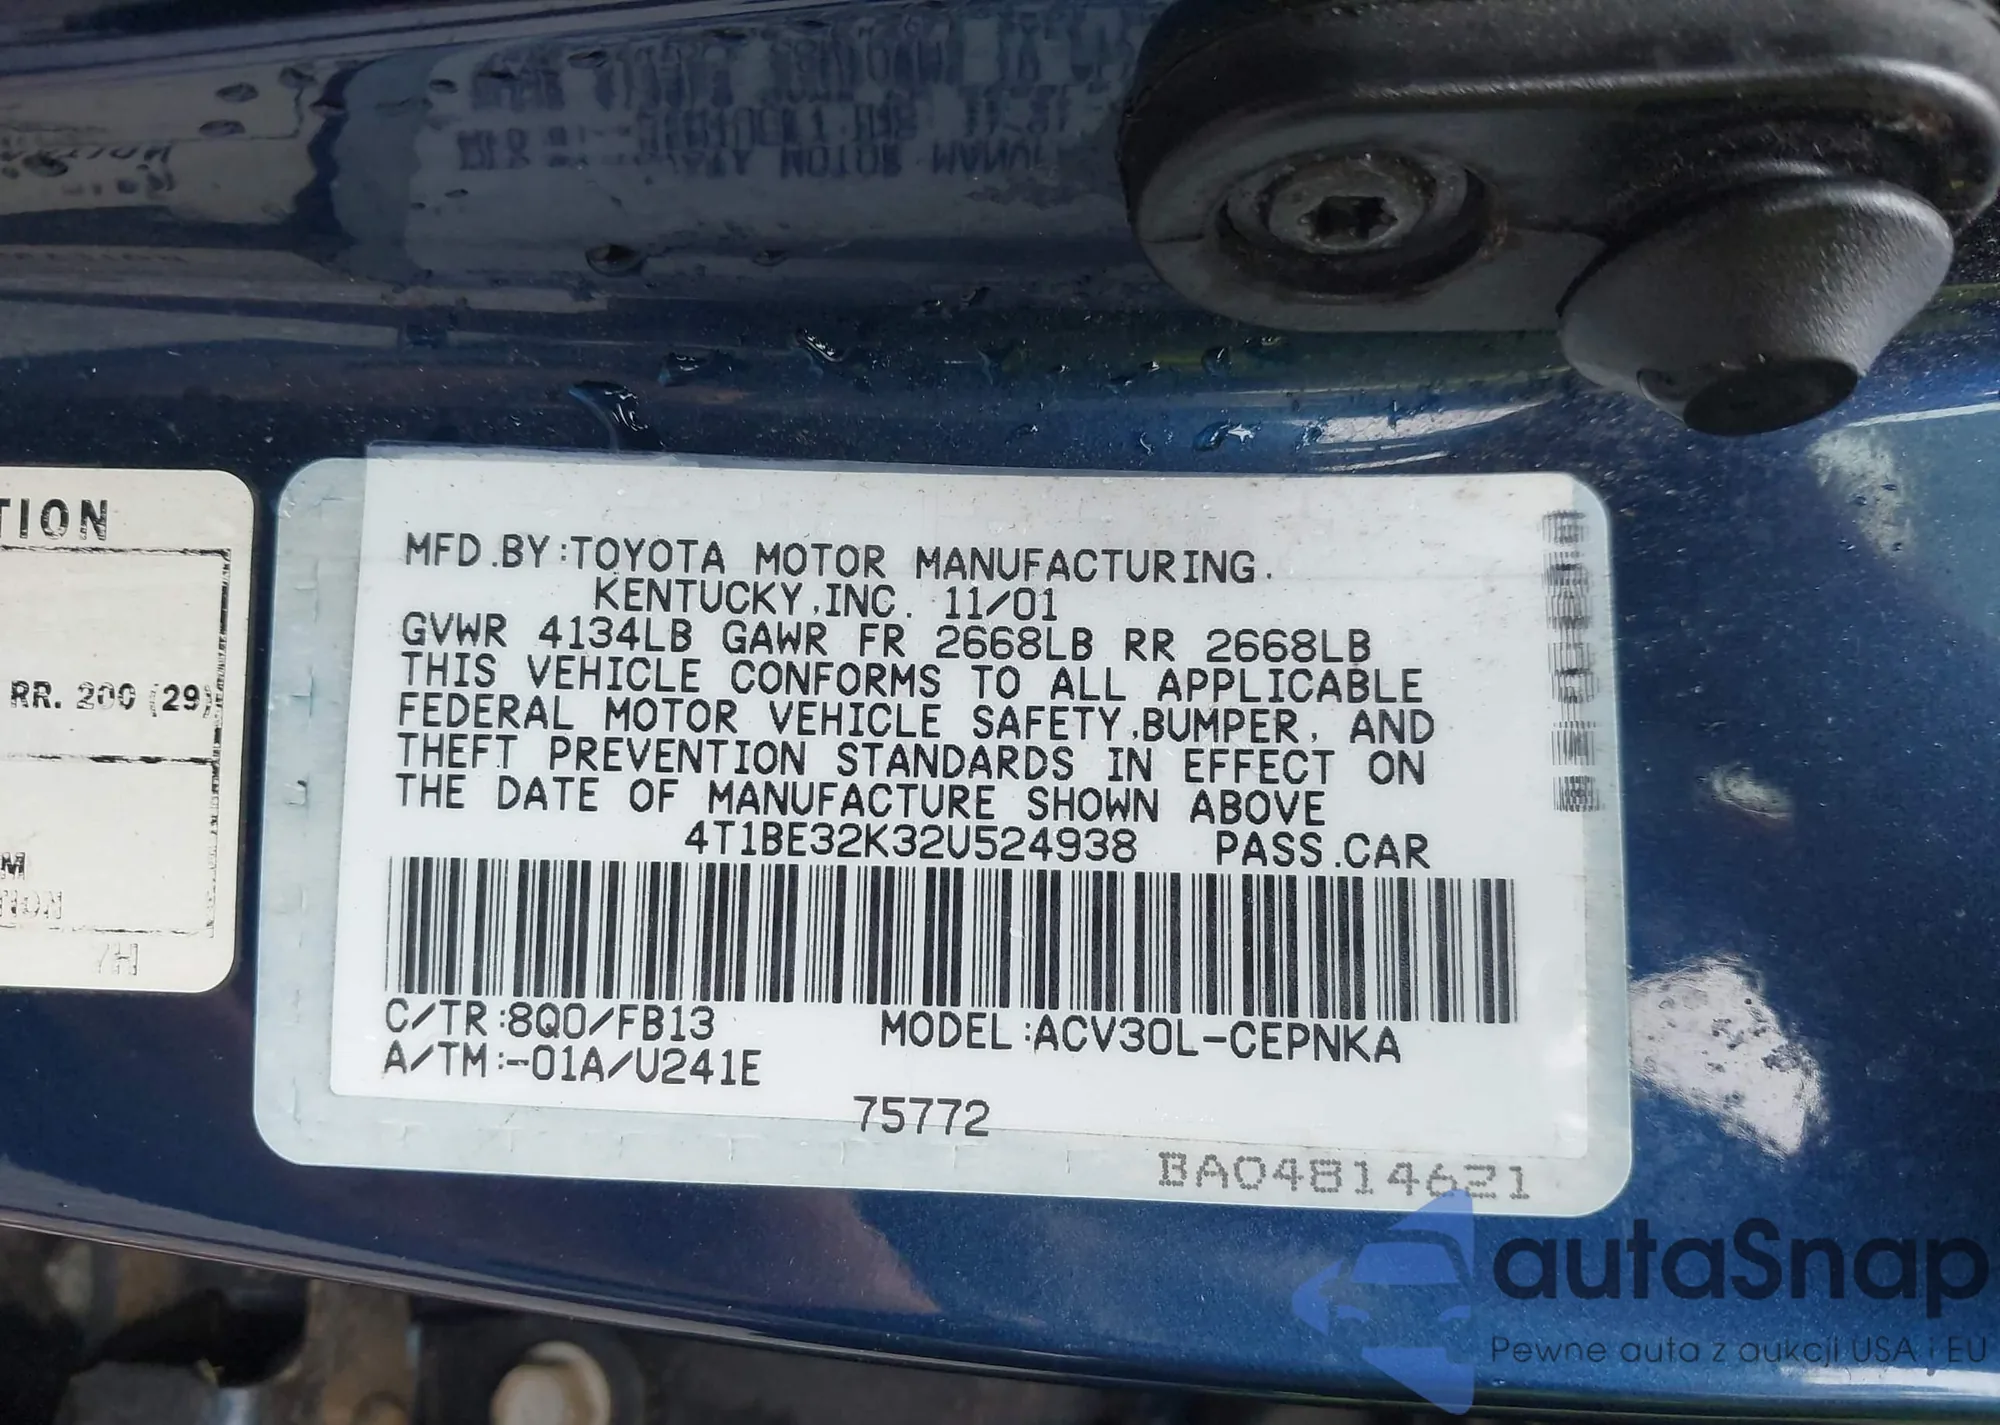 TION
RR. 200 /29,
M
TION
7H
MFD.BY:TOYOTA MOTOR MANUFACTURING.
KENTUCKY,INC. 11/01
GVWR 4134LB GAWR FR 2668LB RR 2668LB
THIS VEHICLE CONFORMS TO ALL APPLICABLE
FEDERAL MOTOR VEHICLE SAFETY,BUMPER, AND
THEFT PREVENTION STANDARDS IN EFFECT ON
THE DATE OF MANUFACTURE SHOWN ABOVE
4T1BE32K32U524938 PASS.CAR
C/TR:8Q0/FB13 MODEL:ACV30L-CEPNKA
A/TM:-01A/U241E
75772
BA04814621
autaSnap
Pewne auta z aukcji USA i EU